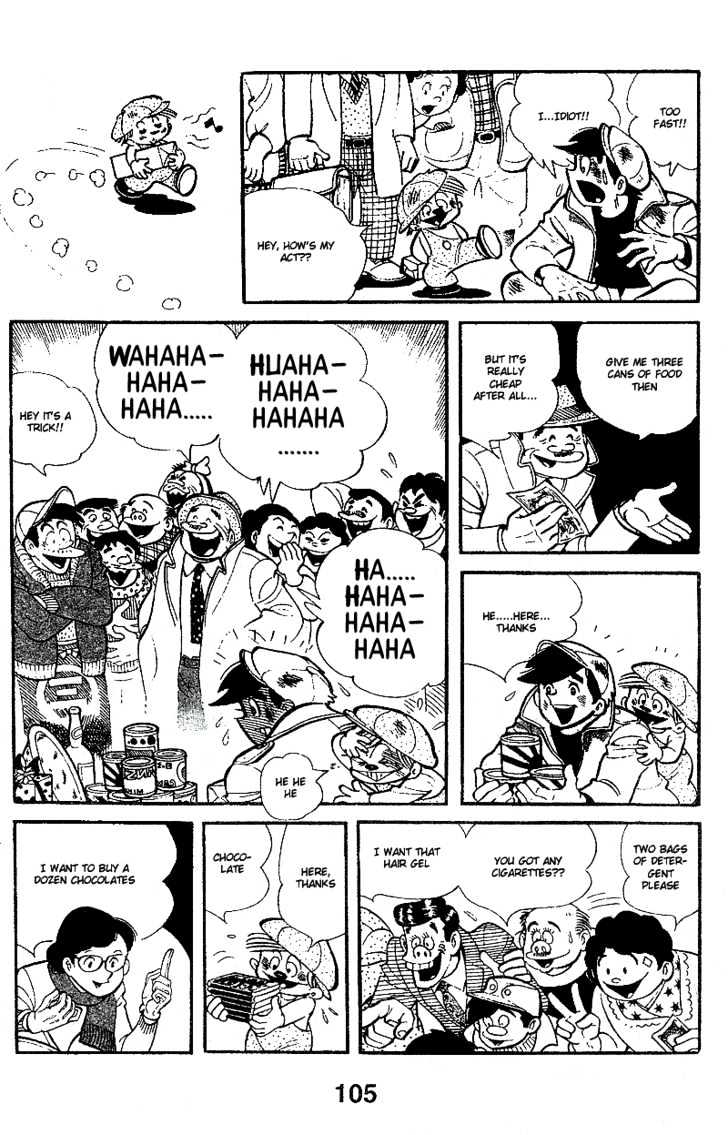 TOO
FAST!!
I...IDIOT!!
HEY, HOW'S MY
ACT??
GIVE ME THREE
CANS OF FOOD
THEN
BUT IT'S
REALLY
CHEAP
AFTER ALL...
HUAHA-
HAHA-
HAHAHA
.......
WAHAHA-
HAHA-
HAHA.....
HEY IT'S A
TRICK!!
HA.....
HAHA-
HAHA-
HAHA
HE HE
HE
HE.....HERE...
THANKS
TWO BAGS
OF DETER-
GENT
PLEASE
YOU GOT ANY
CIGARETTES??
I WANT THAT
HAIR GEL
HERE,
THANKS
CHOCO-
LATE
I WANT TO BUY A
DOZEN CHOCOLATES
105